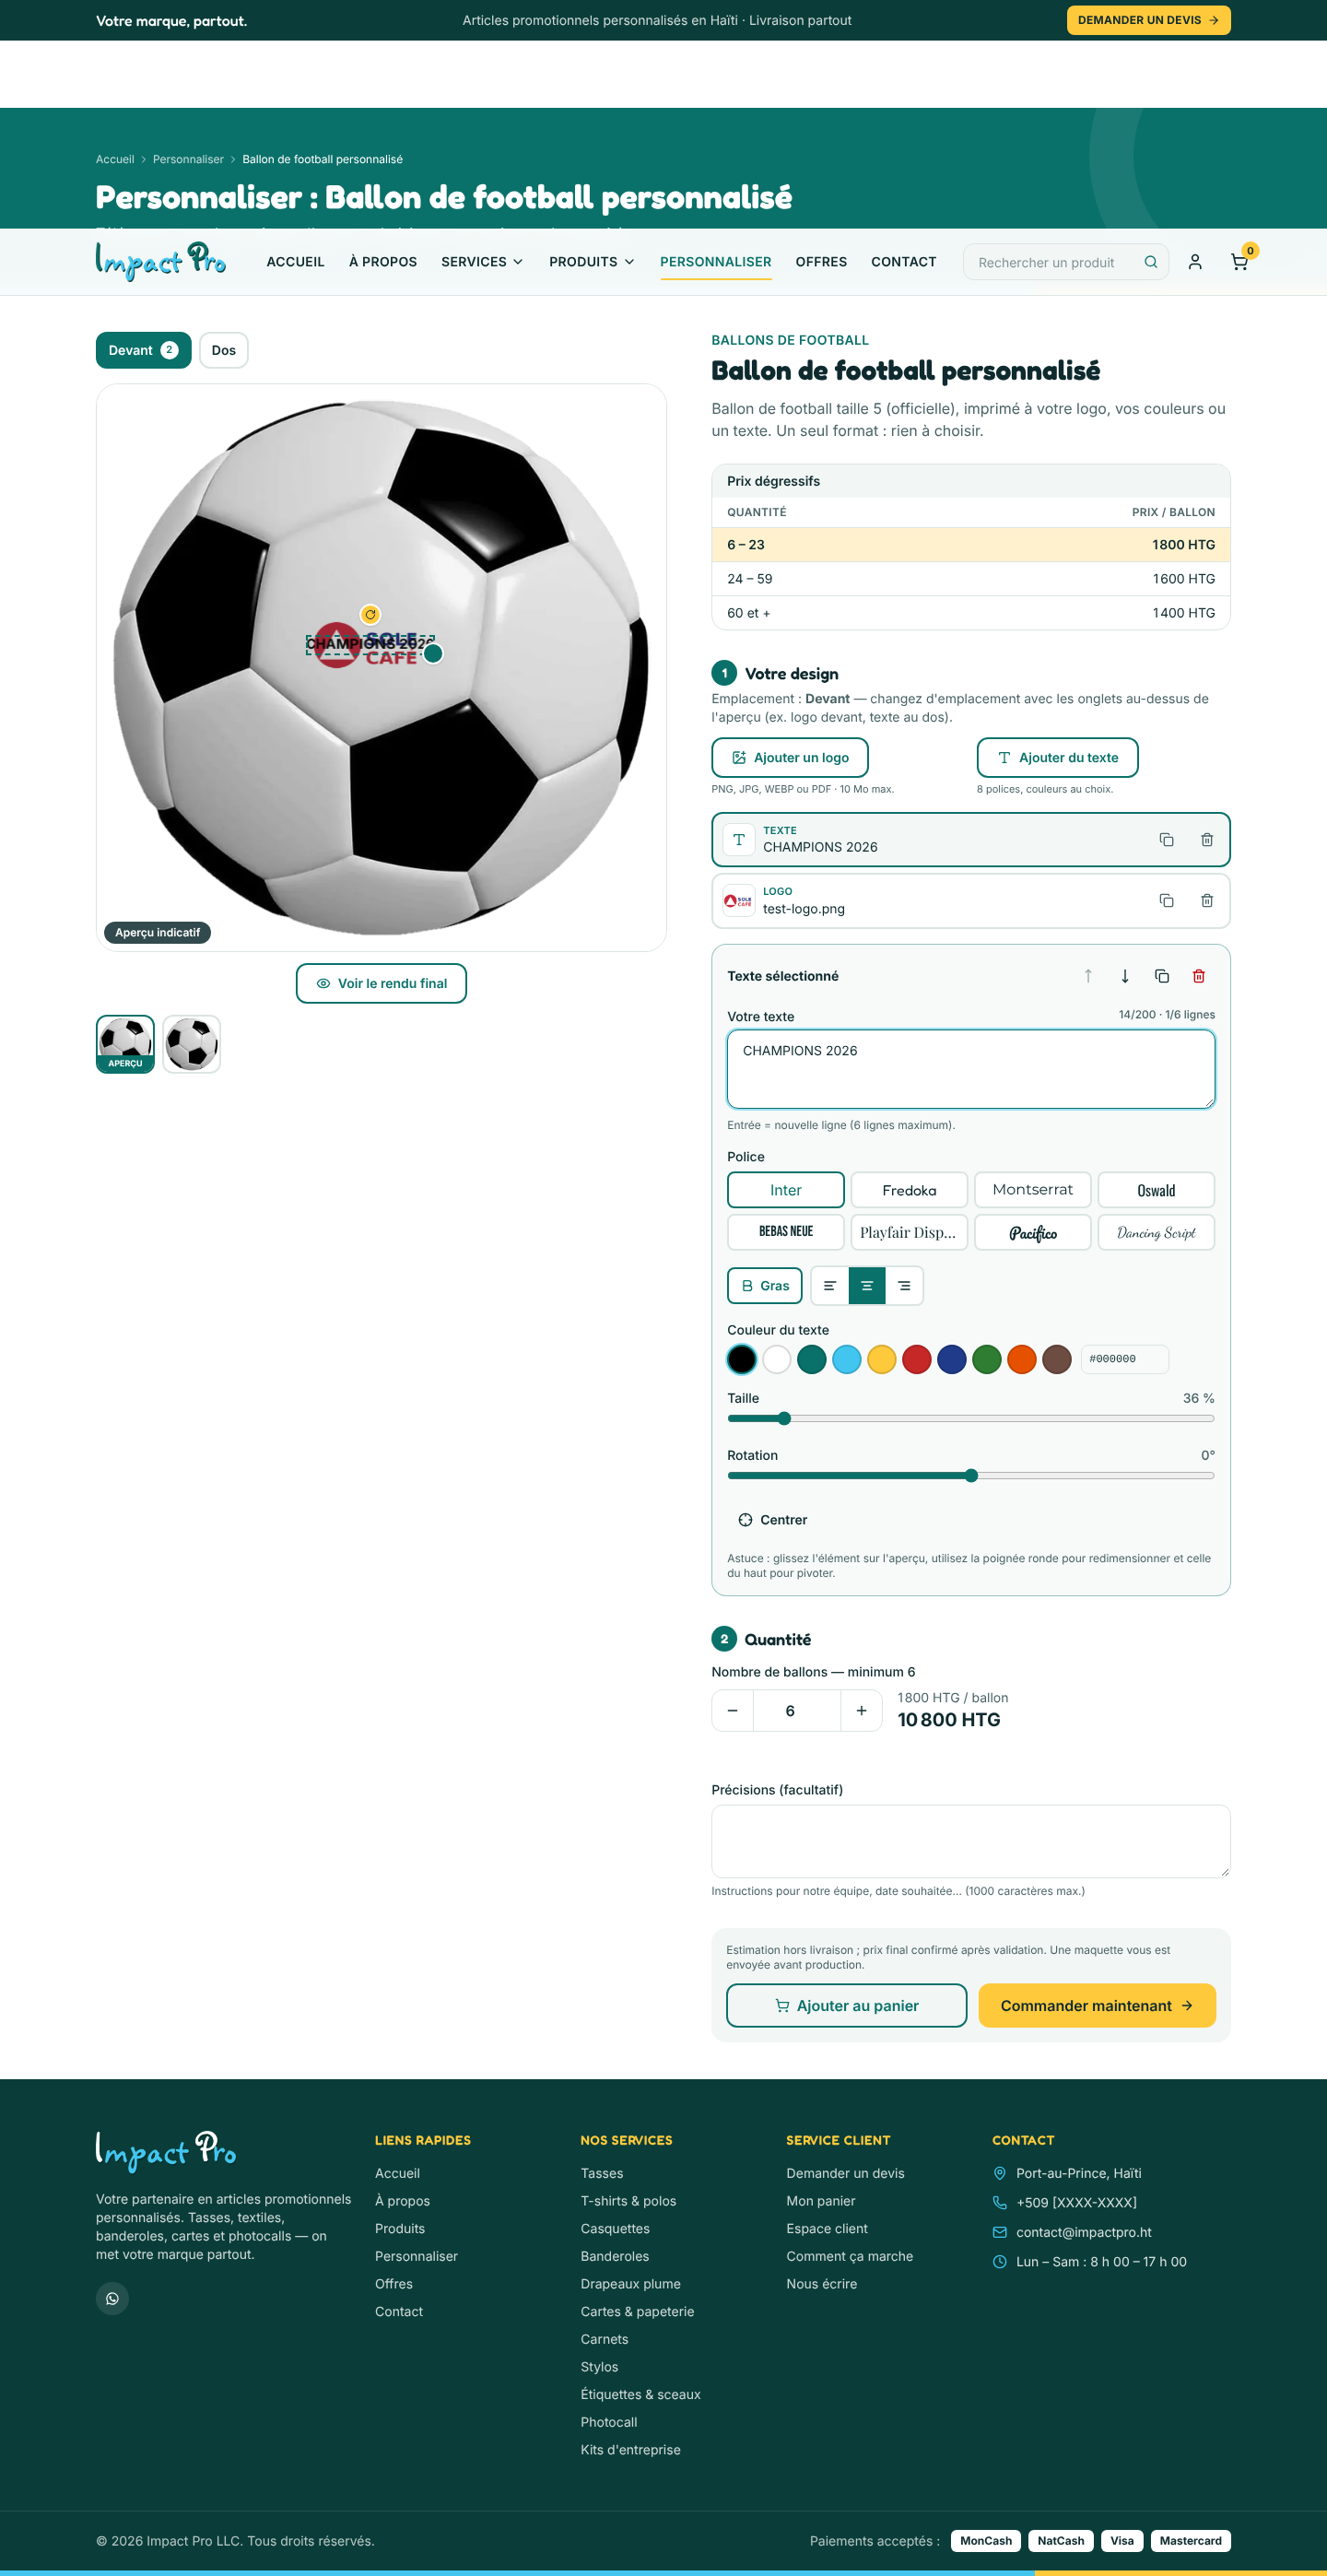 Votre marque, partout.
Articles promotionnels personnalisés en Haïti · Livraison partout
DEMANDER UN DEVIS
Accueil > Personnaliser > Ballon de football personnalisé
Personnaliser : Ballon de football personnalisé
Impact Pro
ACCUEIL
À PROPOS
SERVICES
PRODUITS
PERSONNALISER
OFFRES
CONTACT
Rechercher un produit
0
Devant 2
Dos
CHAMPIONS 2026
SOLE
CAFÉ
Aperçu indicatif
Voir le rendu final
APERÇU
BALLONS DE FOOTBALL
Ballon de football personnalisé
Ballon de football taille 5 (officielle), imprimé à votre logo, vos couleurs ou
un texte. Un seul format : rien à choisir.
Prix dégressifs
QUANTITÉ PRIX / BALLON
6 – 23 1 800 HTG
24 – 59 1 600 HTG
60 et + 1 400 HTG
1 Votre design
Emplacement : Devant — changez d'emplacement avec les onglets au-dessus de
l'aperçu (ex. logo devant, texte au dos).
Ajouter un logo
Ajouter du texte
PNG, JPG, WEBP ou PDF · 10 Mo max.
8 polices, couleurs au choix.
TEXTE
CHAMPIONS 2026
SOLE
CAFÉ
LOGO
test-logo.png
Texte sélectionné
Votre texte 14/200 · 1/6 lignes
CHAMPIONS 2026
Entrée = nouvelle ligne (6 lignes maximum).
Police
Inter
Fredoka
Montserrat
Oswald
BEBAS NEUE
Playfair Disp...
Pacifico
Dancing Script
B Gras
Couleur du texte
#000000
Taille 36 %
Rotation 0°
Centrer
Astuce : glissez l'élément sur l'aperçu, utilisez la poignée ronde pour redimensionner et celle
du haut pour pivoter.
2 Quantité
Nombre de ballons — minimum 6
− 6 +
1 800 HTG / ballon
10 800 HTG
Précisions (facultatif)
Instructions pour notre équipe, date souhaitée… (1000 caractères max.)
Estimation hors livraison ; prix final confirmé après validation. Une maquette vous est
envoyée avant production.
Ajouter au panier
Commander maintenant
Impact Pro
Votre partenaire en articles promotionnels
personnalisés. Tasses, textiles,
banderoles, cartes et photocalls — on
met votre marque partout.
LIENS RAPIDES
Accueil
À propos
Produits
Personnaliser
Offres
Contact
NOS SERVICES
Tasses
T-shirts & polos
Casquettes
Banderoles
Drapeaux plume
Cartes & papeterie
Carnets
Stylos
Étiquettes & sceaux
Photocall
Kits d'entreprise
SERVICE CLIENT
Demander un devis
Mon panier
Espace client
Comment ça marche
Nous écrire
CONTACT
Port-au-Prince, Haïti
+509 [XXXX-XXXX]
contact@impactpro.ht
Lun – Sam : 8 h 00 – 17 h 00
© 2026 Impact Pro LLC. Tous droits réservés.
Paiements acceptés : MonCash NatCash Visa Mastercard